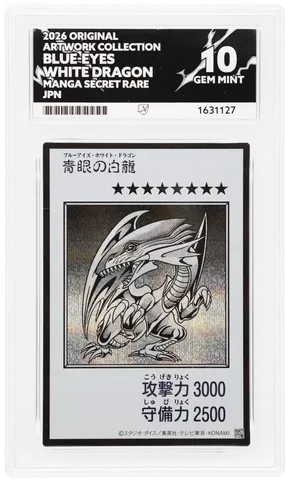 2026 ORIGINAL
ARTWORK COLLECTION
BLUE-EYES
WHITE DRAGON
MANGA SECRET RARE
JPN
10
GEM MINT
1631127
ブルーアイズ・ホワイト・ドラゴン
青眼の白龍
★★★★★★★★
こうげきりょく
攻撃力 3000
しゅびりょく
守備力 2500
©スタジオ・ダイス／集英社・テレビ東京・KONAMI